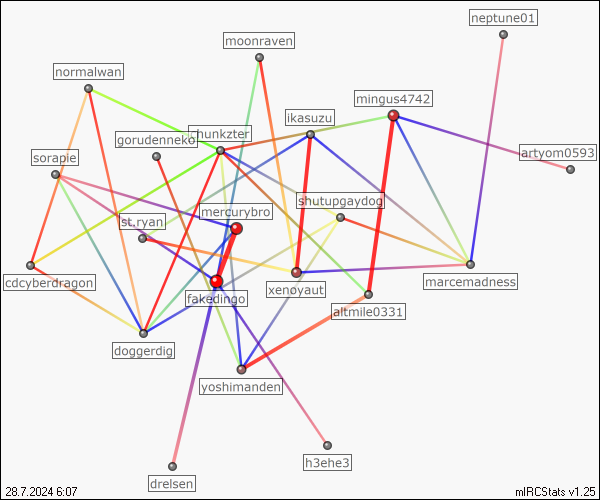 neptune01
moonraven
normalwan
mingus4742
ikasuzu
hunkzter
gorudenneko
artyom0593
sorapie
shutupgaydog
mercurybro
st.ryan
cdcyberdragon
marcemadness
xenoyaut
fakedingo
altmile0331
doggerdig
yoshimanden
h3ehe3
drelsen
28.7.2024 6:07
mIRCStats v1.25